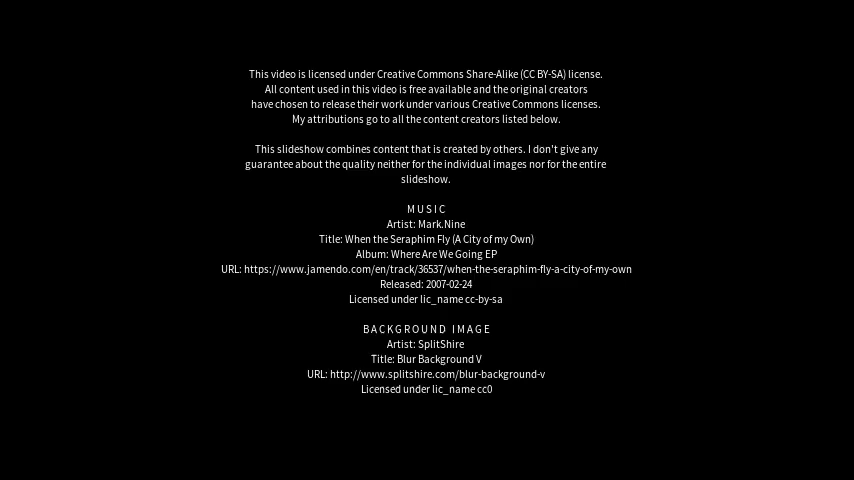 This video is licensed under Creative Commons Share-Alike (CC BY-SA) license.
All content used in this video is free available and the original creators
have chosen to release their work under various Creative Commons licenses.
My attributions go to all the content creators listed below.
This slideshow combines content that is created by others. I don't give any
guarantee about the quality neither for the individual images nor for the entire
slideshow.
MUSIC
Artist: Mark.Nine
Title: When the Seraphim Fly (A City of my Own)
Album: Where Are We Going EP
URL: https://www.jamendo.com/en/track/36537/when-the-seraphim-fly-a-city-of-my-own
Released: 2007-02-24
Licensed under lic_name cc-by-sa
BACKGROUND IMAGE
Artist: SplitShire
Title: Blur Background V
URL: http://www.splitshire.com/blur-background-v
Licensed under lic_name cc0